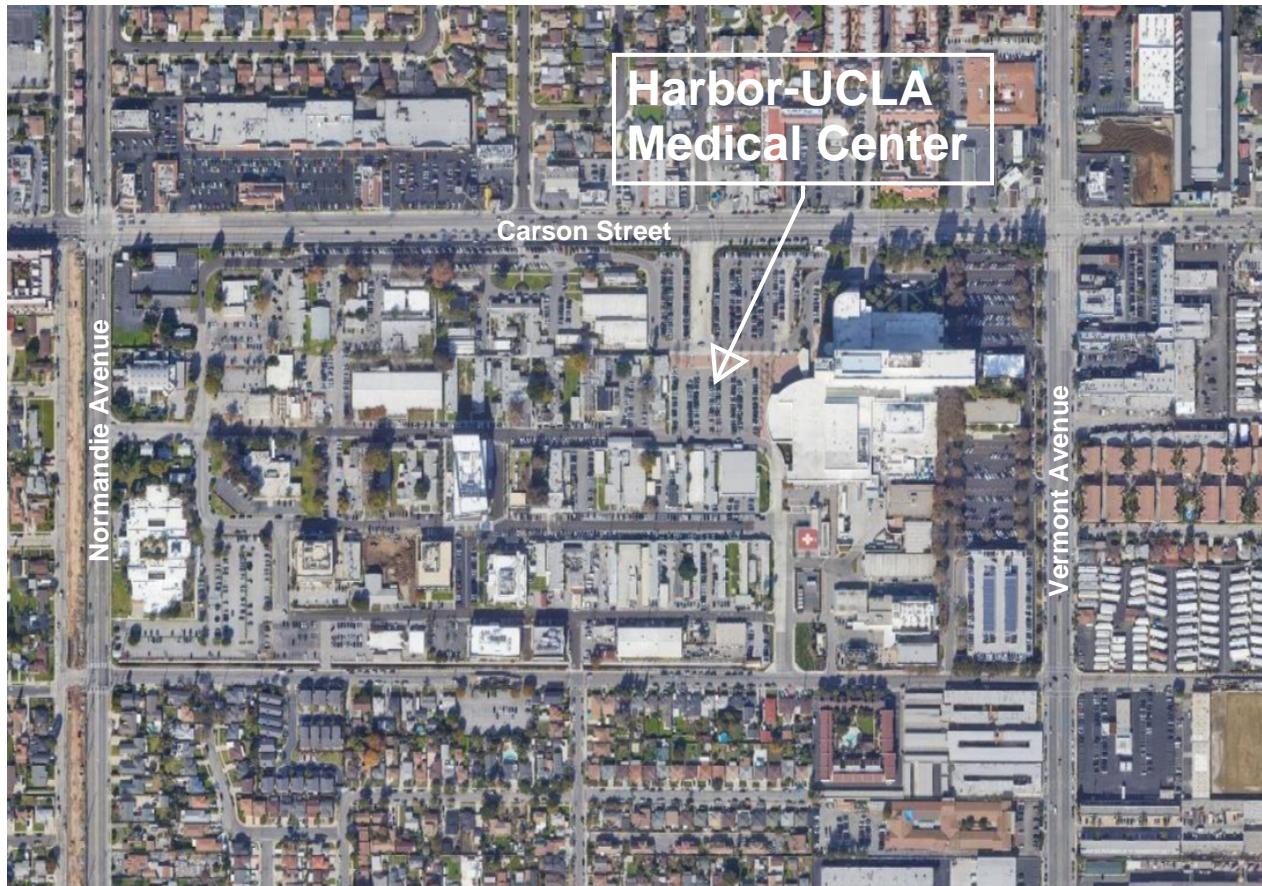 Harbor-UCLA
Medical Center
Carson Street
Normandie Avenue
Vermont Avenue